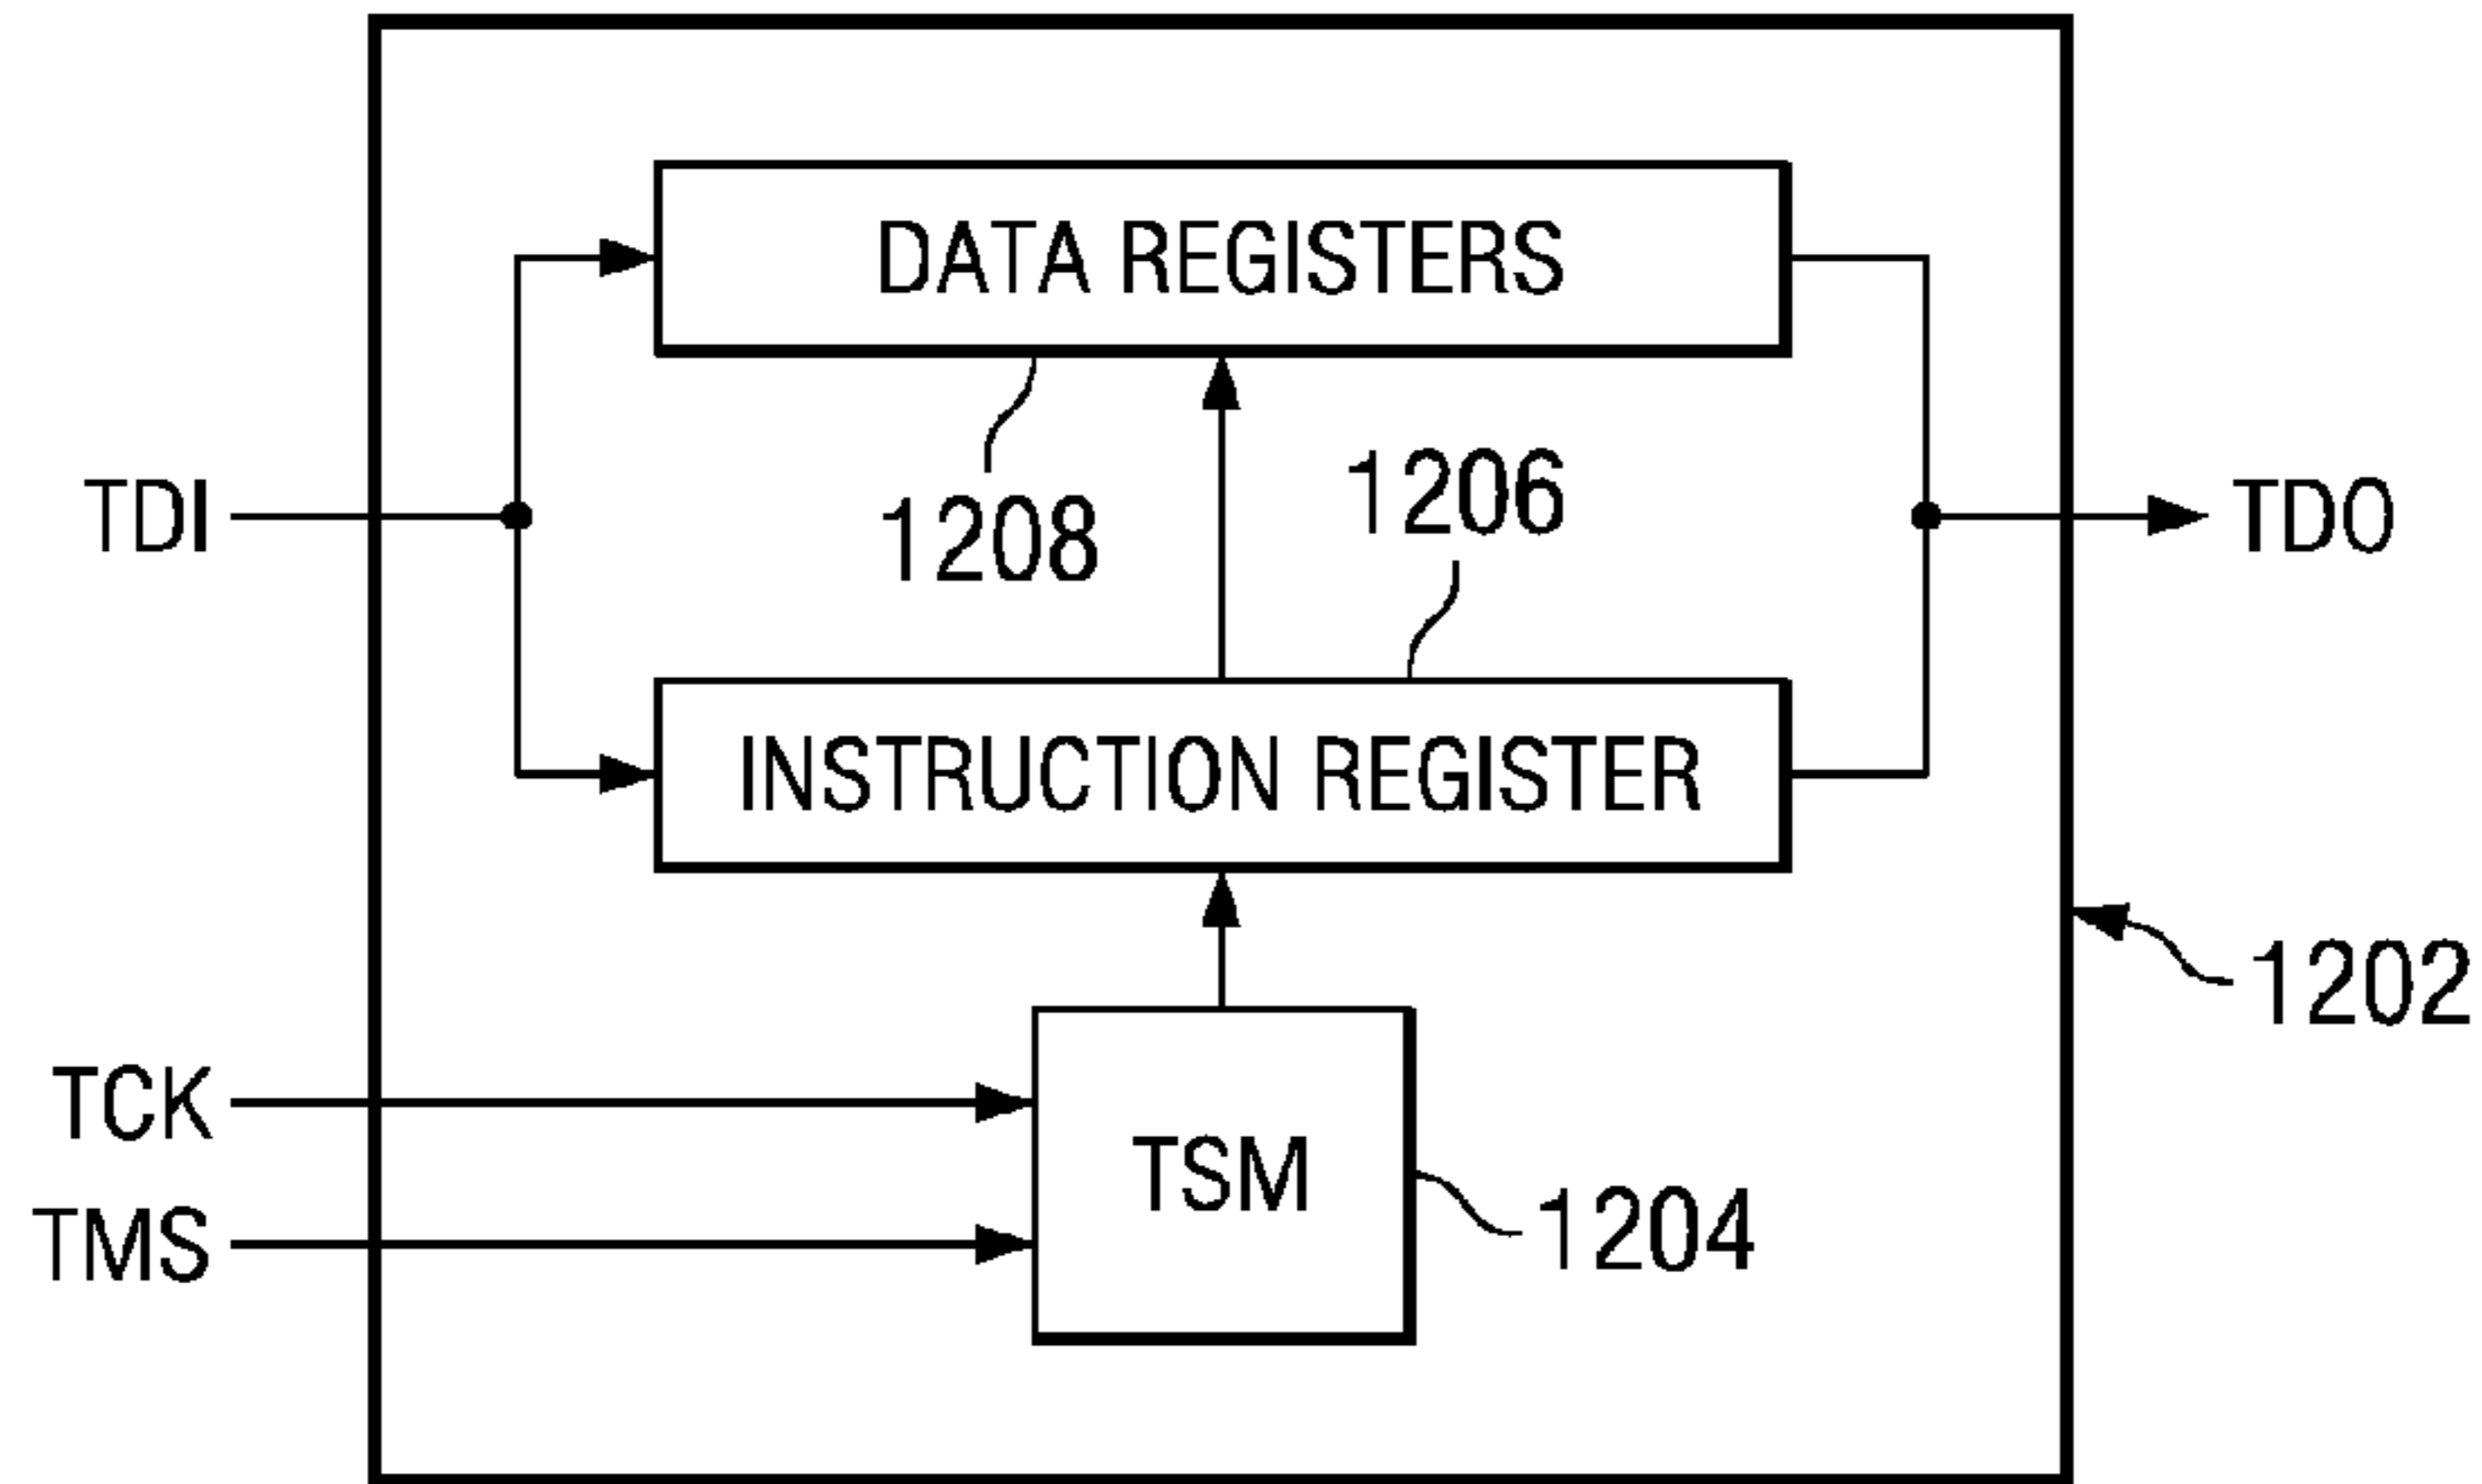 DATA REGISTERS
1208
1206
TDI
TDO
INSTRUCTION REGISTER
1202
TCK
TMS
TSM
1204